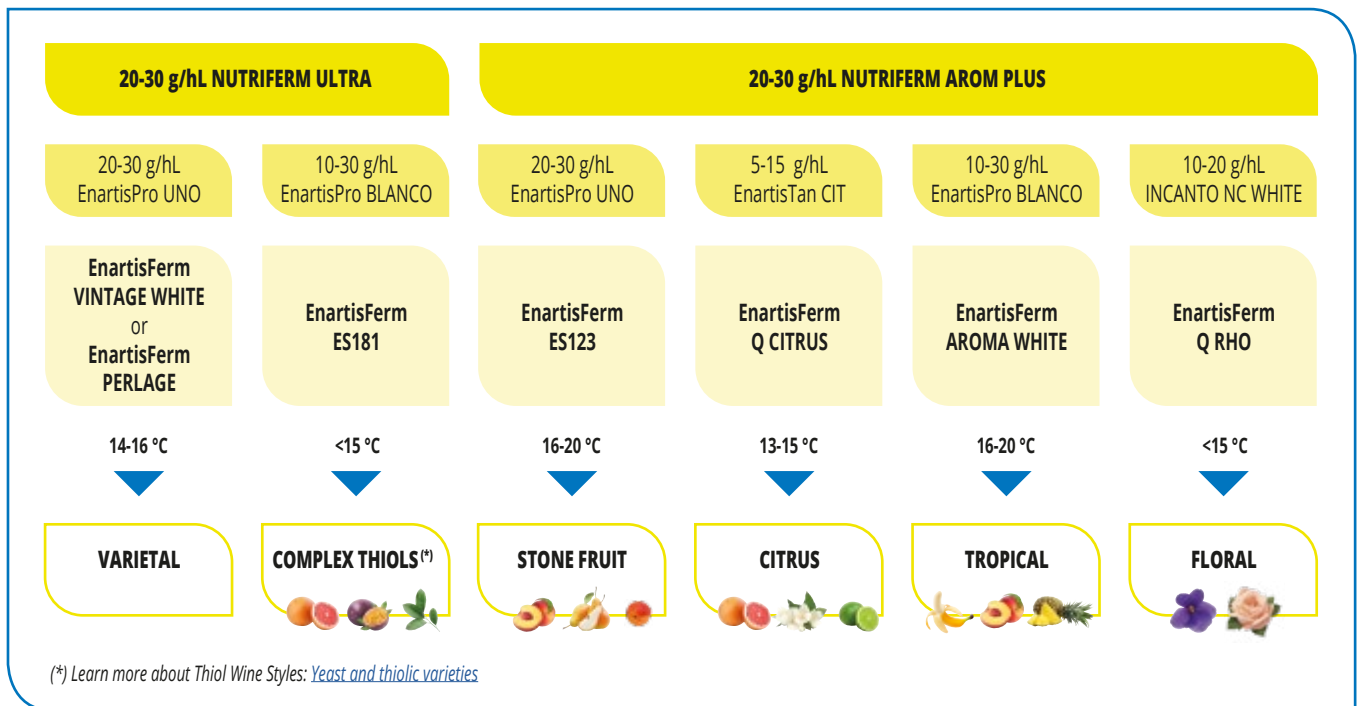 20-30 g/hL NUTRIFERM ULTRA
20-30 g/hL NUTRIFERM AROM PLUS
20-30 g/hL
EnartisPro UNO
10-30 g/hL
EnartisPro BLANCO
20-30 g/hL
EnartisPro UNO
5-15 g/hL
EnartisTan CIT
10-30 g/hL
EnartisPro BLANCO
10-20 g/hL
INCANTO NC WHITE
EnartisFerm
VINTAGE WHITE
or
EnartisFerm
PERLAGE
EnartisFerm
ES181
EnartisFerm
ES123
EnartisFerm
Q CITRUS
EnartisFerm
AROMA WHITE
EnartisFerm
Q RHO
14-16 °C
<15 °C
16-20 °C
13-15 °C
16-20 °C
<15 °C
VARIETAL
COMPLEX THIOLS(*)
STONE FRUIT
CITRUS
TROPICAL
FLORAL
(*) Learn more about Thiol Wine Styles: Yeast and thiolic varieties